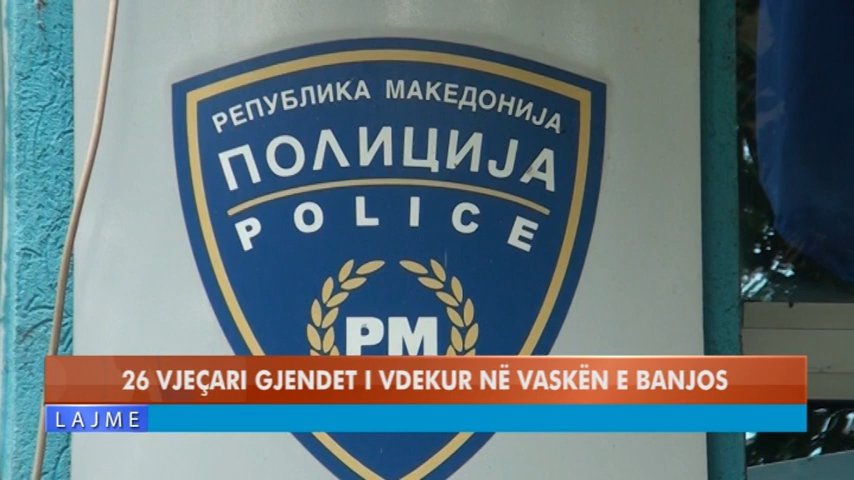 РЕПУБЛИКА МАКЕДОНИЈА
ПОЛИЦИЈА
POLICE
РМ
26 VJEÇARI GJENDET I VDEKUR NË VASKËN E BANJOS
LAJME